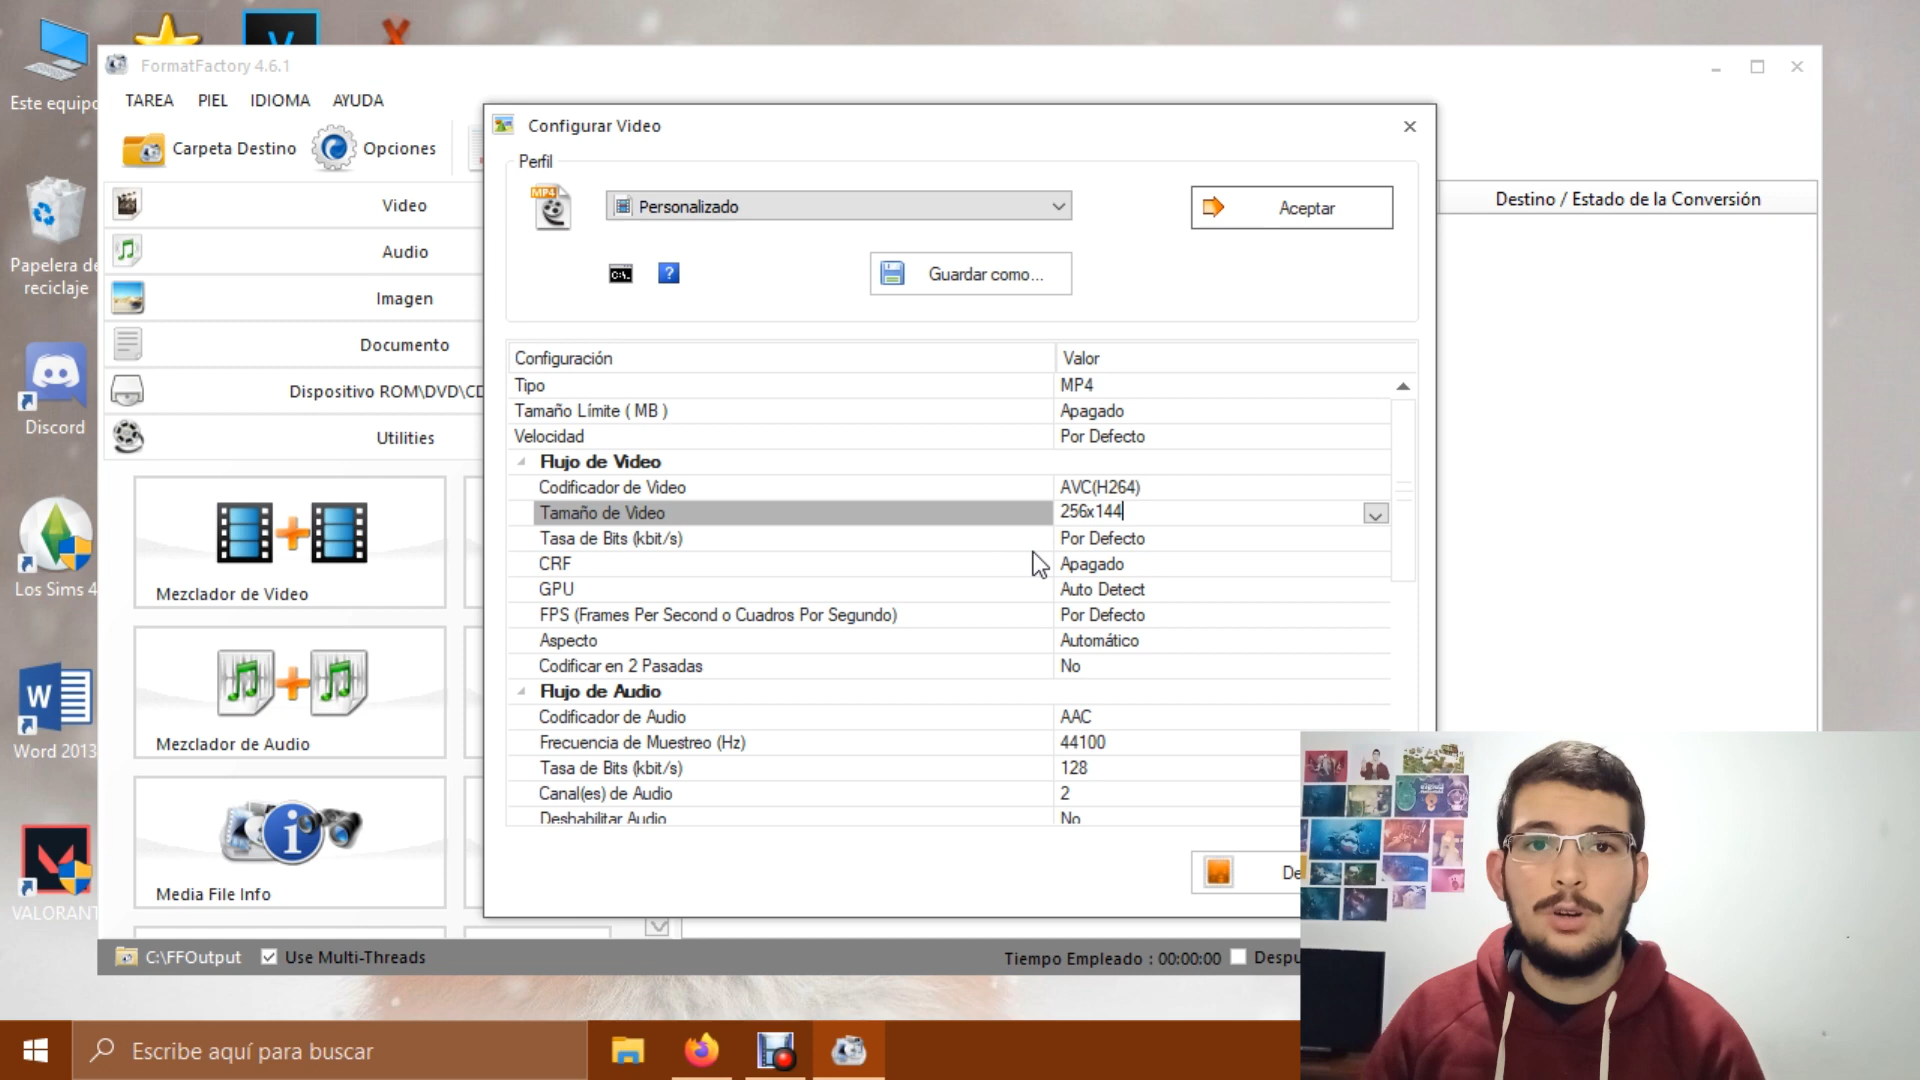 FormatFactory 4.6.1
TAREA PIEL IDIOMA AYUDA
Carpeta Destino
Opciones
Video
Audio
Imagen
Documento
Dispositivo ROM\DVD\CD
Utilities
Mezclador de Video
Mezclador de Audio
Media File Info
Configurar Video
Perfil
MP4
Personalizado
Aceptar
C:\.
?
Guardar como...
Configuración Valor
Tipo MP4
Tamaño Límite ( MB ) Apagado
Velocidad Por Defecto
Flujo de Video
Codificador de Video AVC(H264)
Tamaño de Video 256x144
Tasa de Bits (kbit/s) Por Defecto
CRF Apagado
GPU Auto Detect
FPS (Frames Per Second o Cuadros Por Segundo) Por Defecto
Aspecto Automático
Codificar en 2 Pasadas No
Flujo de Audio
Codificador de Audio AAC
Frecuencia de Muestreo (Hz) 44100
Tasa de Bits (kbit/s) 128
Canal(es) de Audio 2
Deshabilitar Audio No
De
Destino / Estado de la Conversión
C:\FFOutput
Use Multi-Threads
Tiempo Empleado : 00:00:00
Despu
Este equipo
Papelera de
reciclaje
Discord
Los Sims 4
W
Word 2013
VALORANT
Escribe aquí para buscar